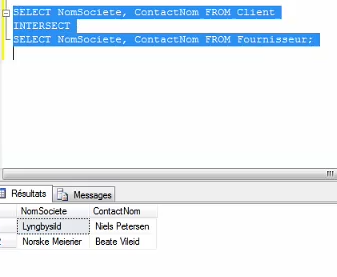 SELECT NomSociete, ContactNom FROM Client
INTERSECT
SELECT NomSociete, ContactNom FROM Fournisseur;
Résultats Messages
NomSociete ContactNom
Lyngbysild Niels Petersen
2 Norske Meierier Beate Vileid